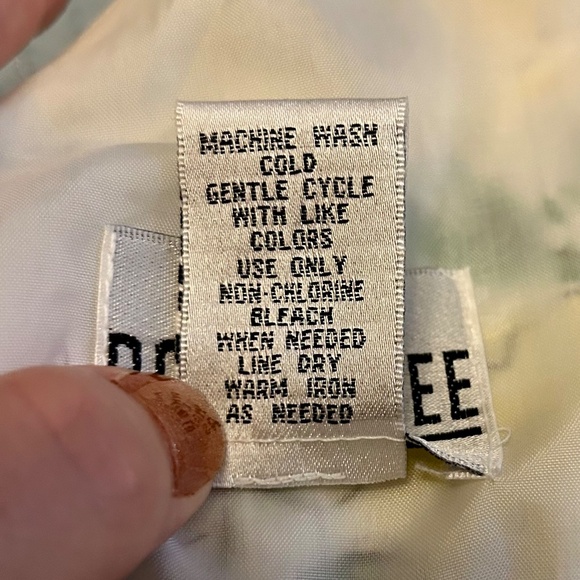 MACHINE WASH
COLD
GENTLE CYCLE
WITH LIKE
COLORS
USE ONLY
NON-CHLORINE
BLEACH
WHEN NEEDED
LINE DRY
WARM IRON
AS NEEDED
EE